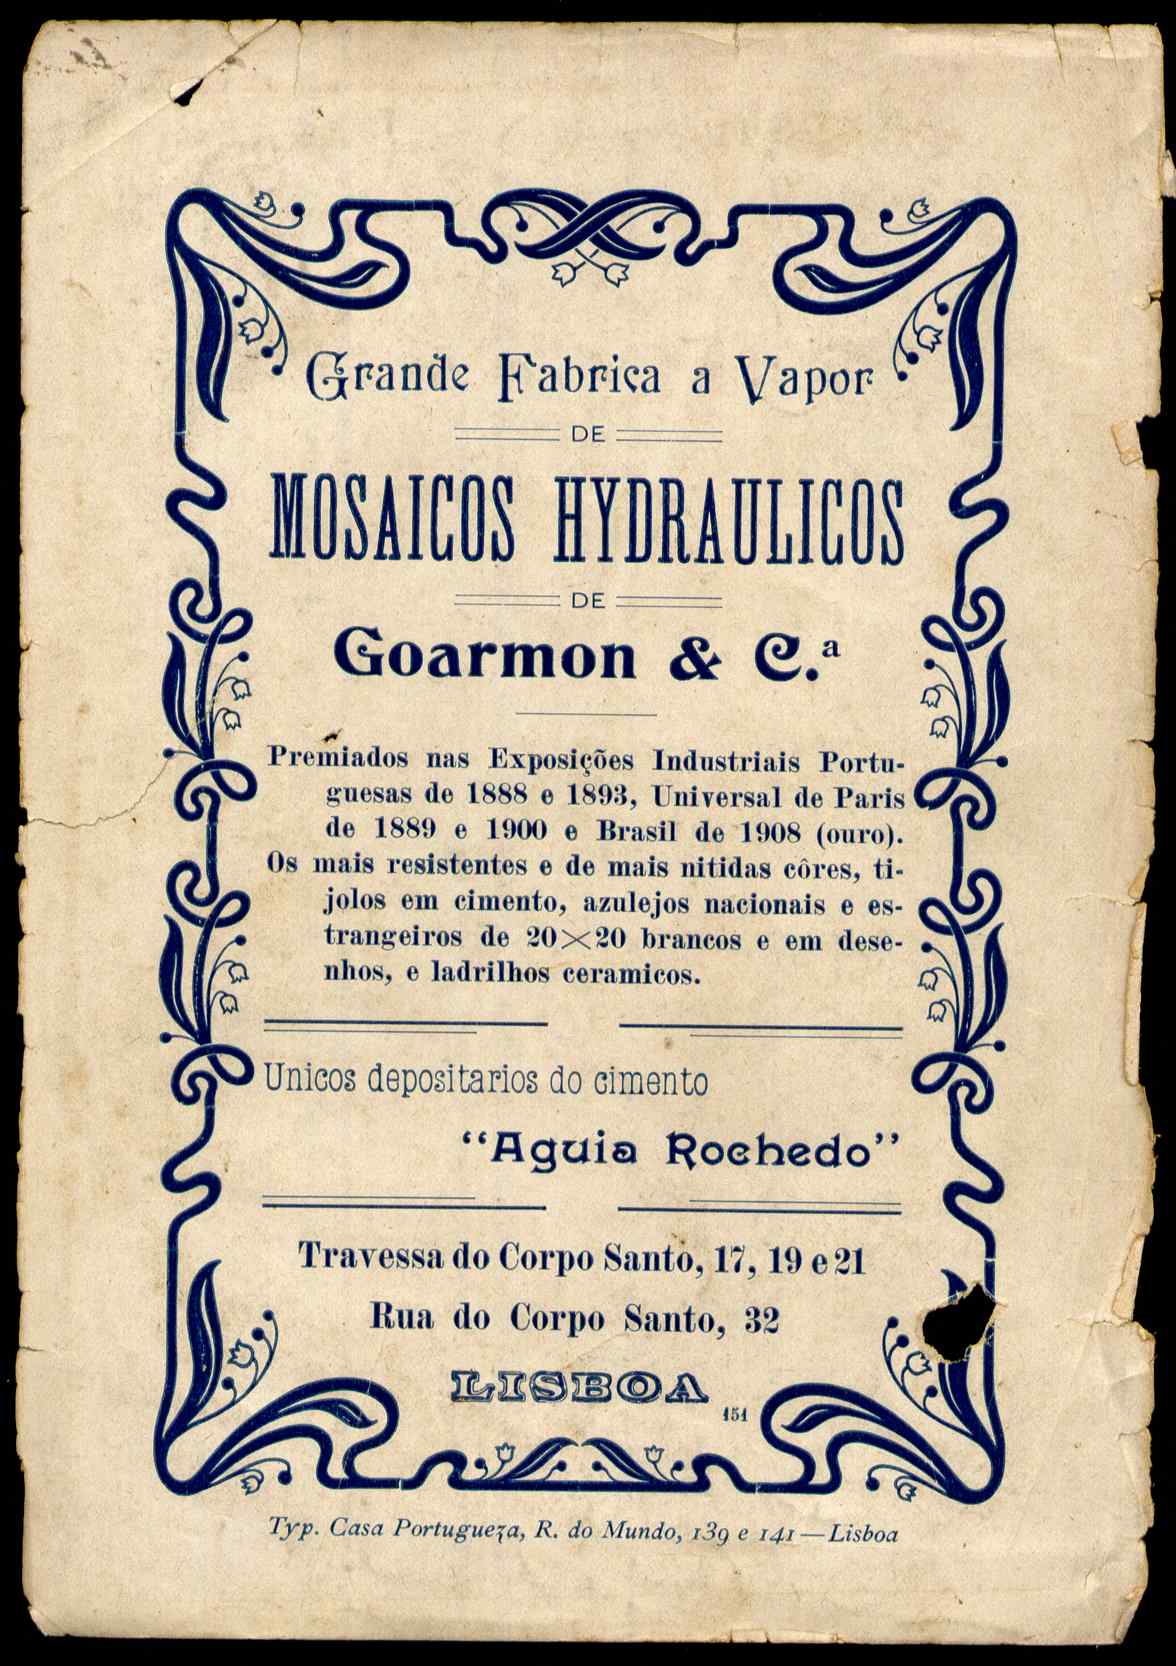 Grande Fabrica a Vapor
DE
MOSAICOS HYDRAULICOS
DE
Goarmon & C.ª
Premiados nas Exposições Industriais Portu-
guesas de 1888 e 1893, Universal de Paris
de 1889 e 1900 e Brasil de 1908 (ouro).
Os mais resistentes e de mais nitidas côres, ti-
jolos em cimento, azulejos nacionais e es-
trangeiros de 20×20 brancos e em dese-
nhos, e ladrilhos ceramicos.
Unicos depositarios do cimento
“Aguia Rochedo”
Travessa do Corpo Santo, 17, 19 e 21
Rua do Corpo Santo, 32
LISBOA
151
Typ. Casa Portugueza, R. do Mundo, 139 e 141—Lisboa